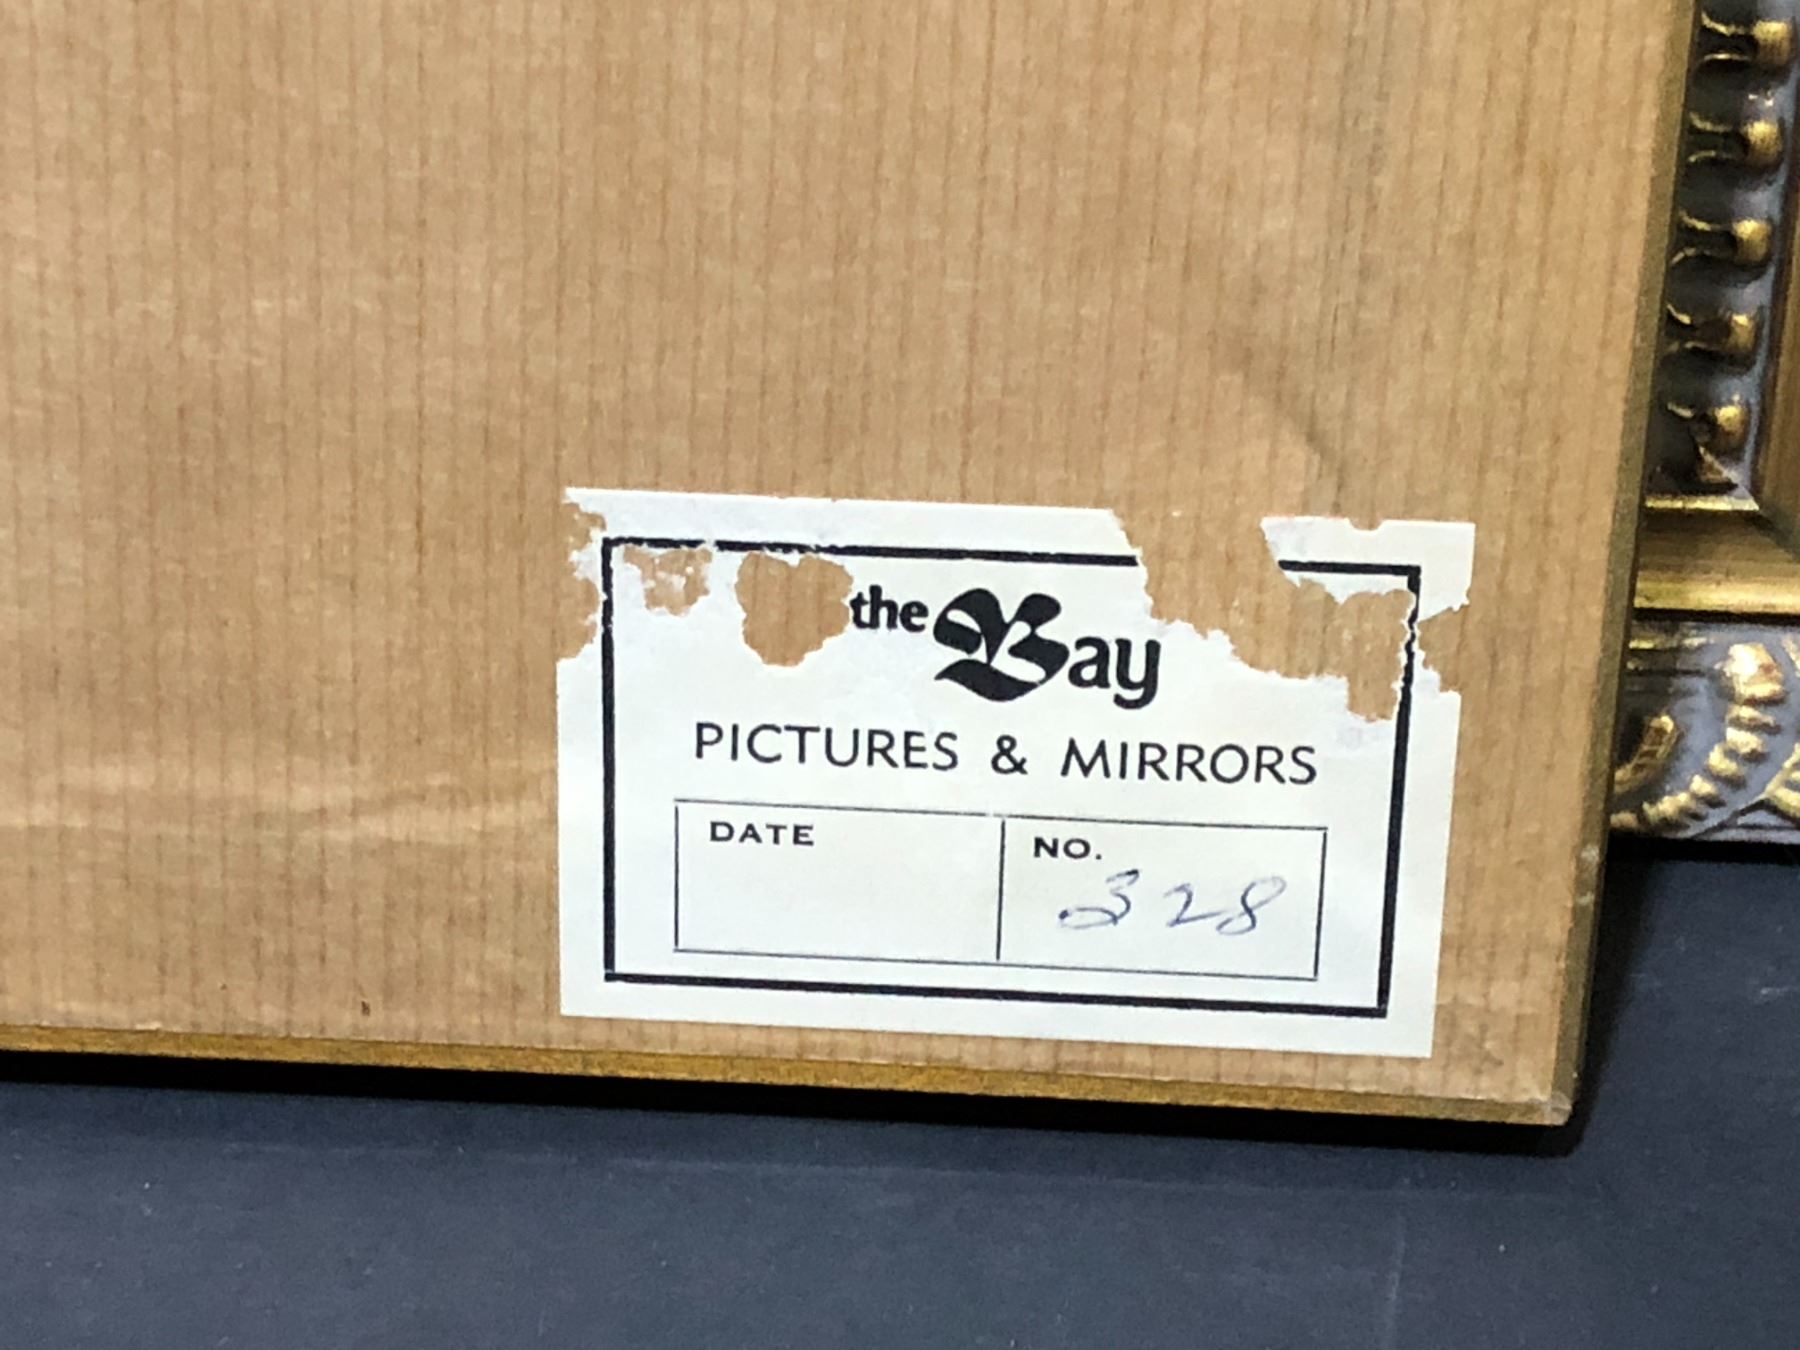 the Bay
PICTURES & MIRRORS
DATE
NO.
328